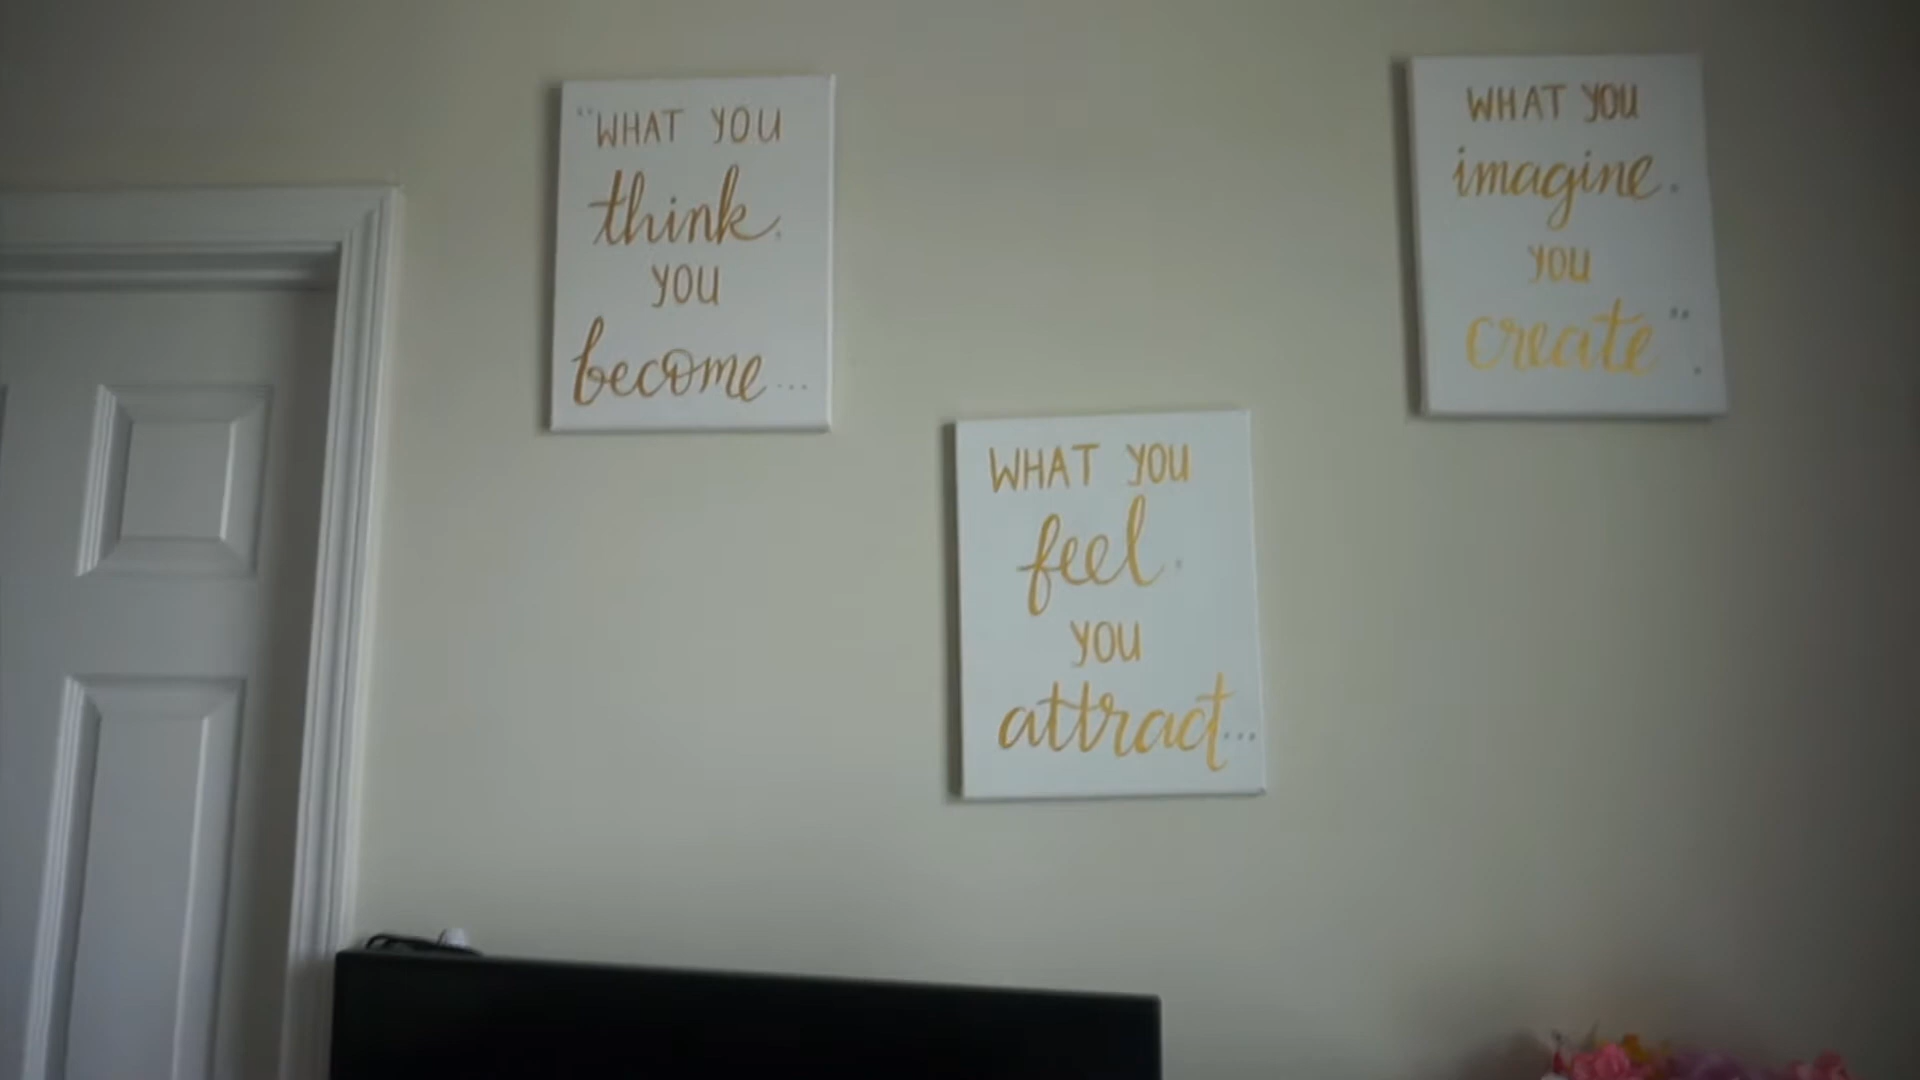 "WHAT YOU
think.
YOU
become...
WHAT YOU
feel.
YOU
attract...
WHAT YOU
imagine.
YOU
create".